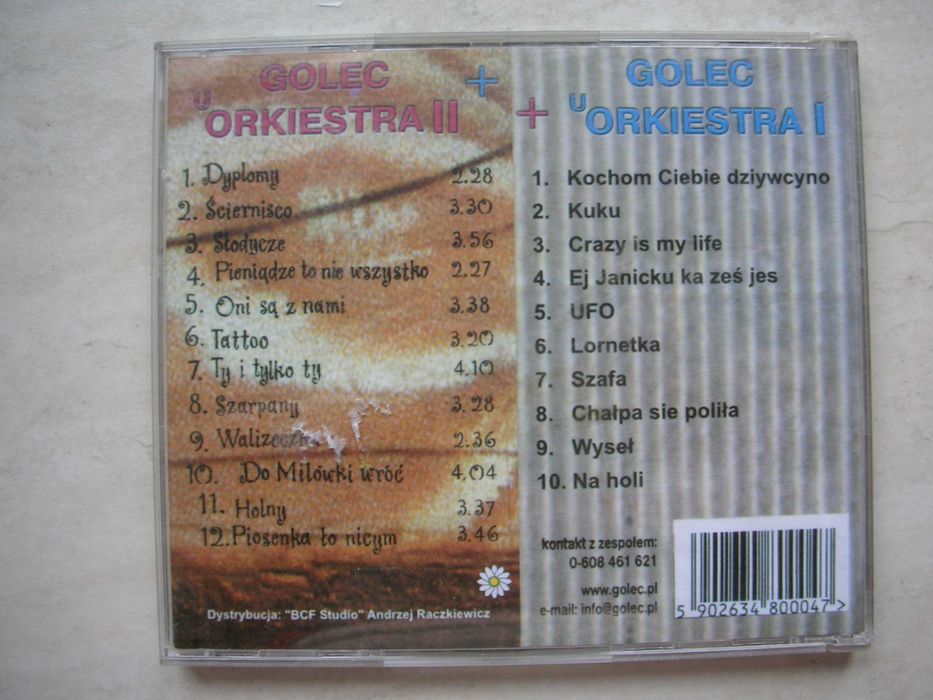 GOLEC +
U ORKIESTRA II
1. Dyplomy 2.28
2. Ściernisco 3.30
3. Słodycze 3.56
4. Pieniądze to nie wszystko 2.27
5. Oni są z nami 3.38
6. Tattoo 3.20
7. Ty i tylko ty 4.10
8. Szarpany 3.28
9. 2.36
10. Do Milówki wróć 4.04
11. Holny 3.37
12. Piosenka ło nicym 3.46
Dystrybucja: "BCF Studio" Andrzej Raczkiewicz
GOLEC
+ U ORKIESTRA I
1. Kochom Ciebie dziywcyno
2. Kuku
3. Crazy is my life
4. Ej Janicku kaześ jes
5. UFO
6. Lornetka
7. Szafa
8. Chałpa sie poliła
9. Wyseł
10. Na holi
kontakt z zespołem:
0-608 461 621
www.golec.pl
e-mail: info@golec.pl
5 902634 800047 >